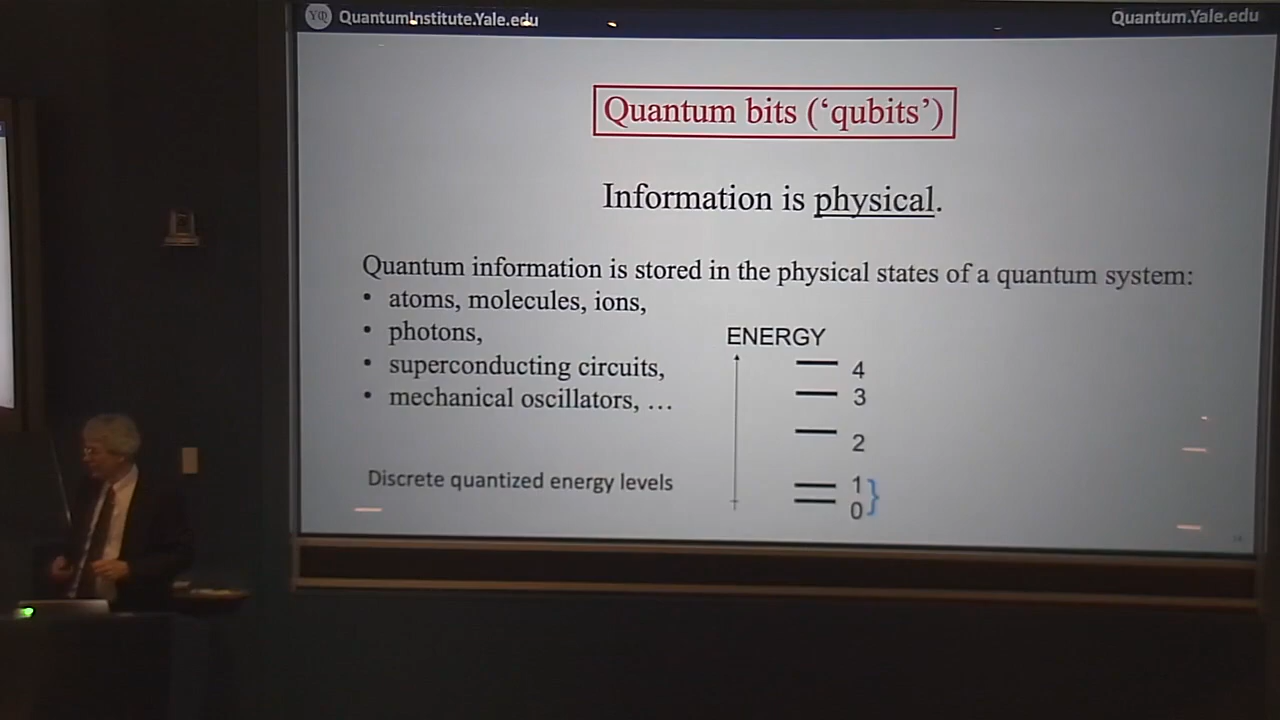 YQ QuantumInstitute.Yale.edu
Quantum.Yale.edu
Quantum bits (‘qubits’)
Information is physical.
Quantum information is stored in the physical states of a quantum system:
• atoms, molecules, ions,
• photons,
• superconducting circuits,
• mechanical oscillators, …
ENERGY
4
3
2
1
0
}
Discrete quantized energy levels